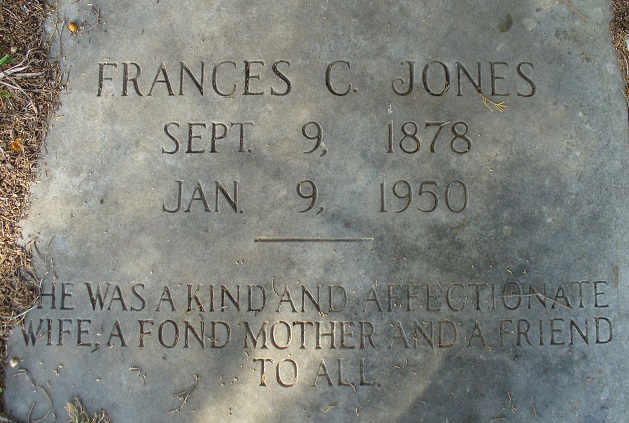 FRANCES C. JONES
SEPT. 9, 1878
JAN. 9, 1950
SHE WAS A KIND AND AFFECTIONATE
WIFE, A FOND MOTHER AND A FRIEND
TO ALL.